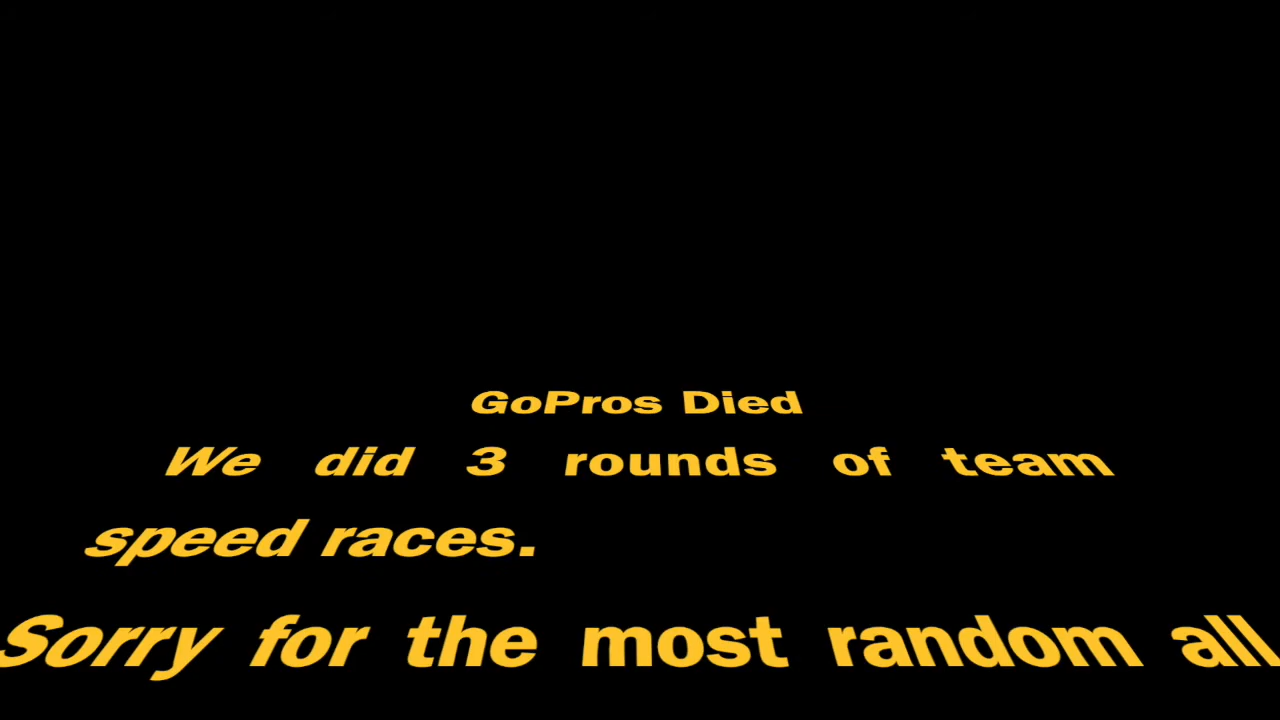 GoPros Died
We did 3 rounds of team
speed races.
Sorry for the most random all